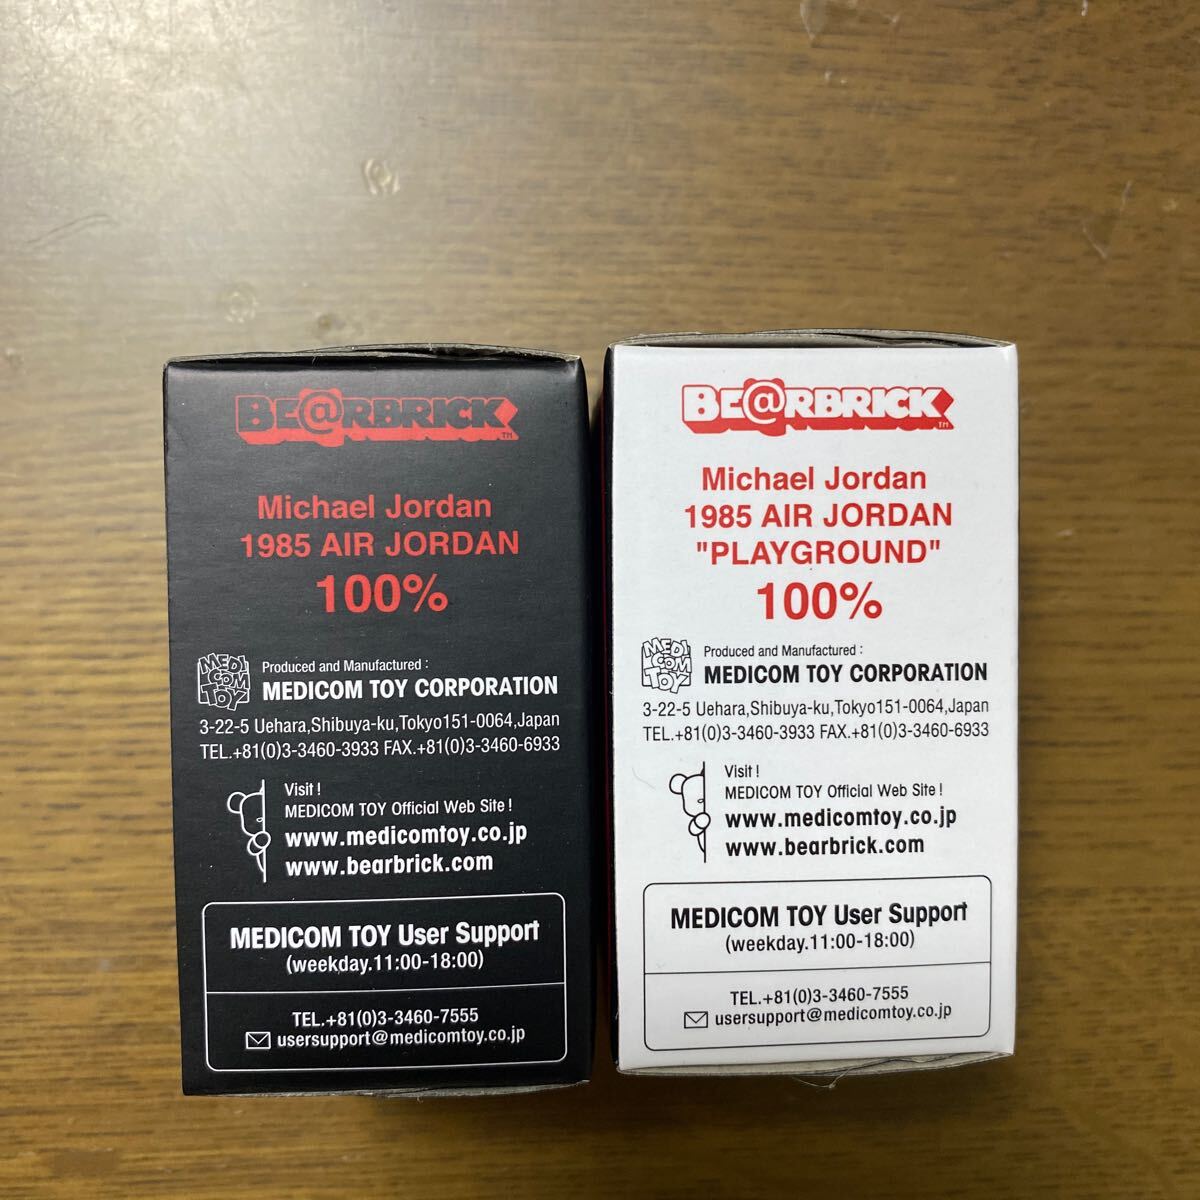 BE@RBRICK
TM
Michael Jordan
1985 AIR JORDAN
100%
MEDI
COM
TOY
Produced and Manufactured :
MEDICOM TOY CORPORATION
3-22-5 Uehara,Shibuya-ku,Tokyo151-0064,Japan
TEL.+81(0)3-3460-3933 FAX.+81(0)3-3460-6933
Visit !
MEDICOM TOY Official Web Site !
www.medicomtoy.co.jp
www.bearbrick.com
MEDICOM TOY User Support
(weekday.11:00-18:00)
TEL.+81(0)3-3460-7555
usersupport@medicomtoy.co.jp
BE@RBRICK
TM
Michael Jordan
1985 AIR JORDAN
"PLAYGROUND"
100%
MEDI
COM
TOY
Produced and Manufactured :
MEDICOM TOY CORPORATION
3-22-5 Uehara,Shibuya-ku,Tokyo151-0064,Japan
TEL.+81(0)3-3460-3933 FAX.+81(0)3-3460-6933
Visit !
MEDICOM TOY Official Web Site !
www.medicomtoy.co.jp
www.bearbrick.com
MEDICOM TOY User Support
(weekday.11:00-18:00)
TEL.+81(0)3-3460-7555
usersupport@medicomtoy.co.jp